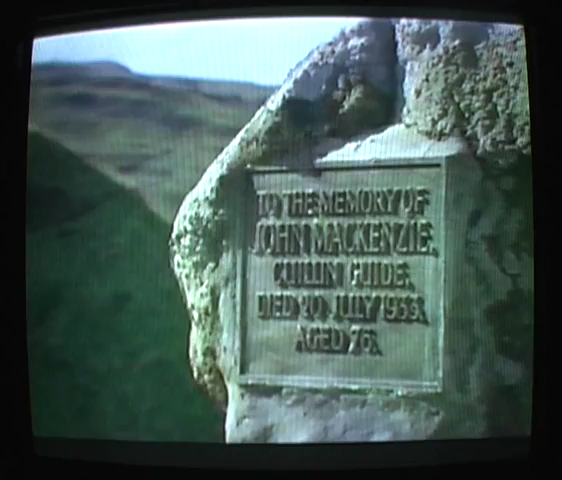 TO THE MEMORY OF
JOHN MACKENZIE,
CUILLIN GUIDE,
DIED 20 JULY 1933.
AGED 76.